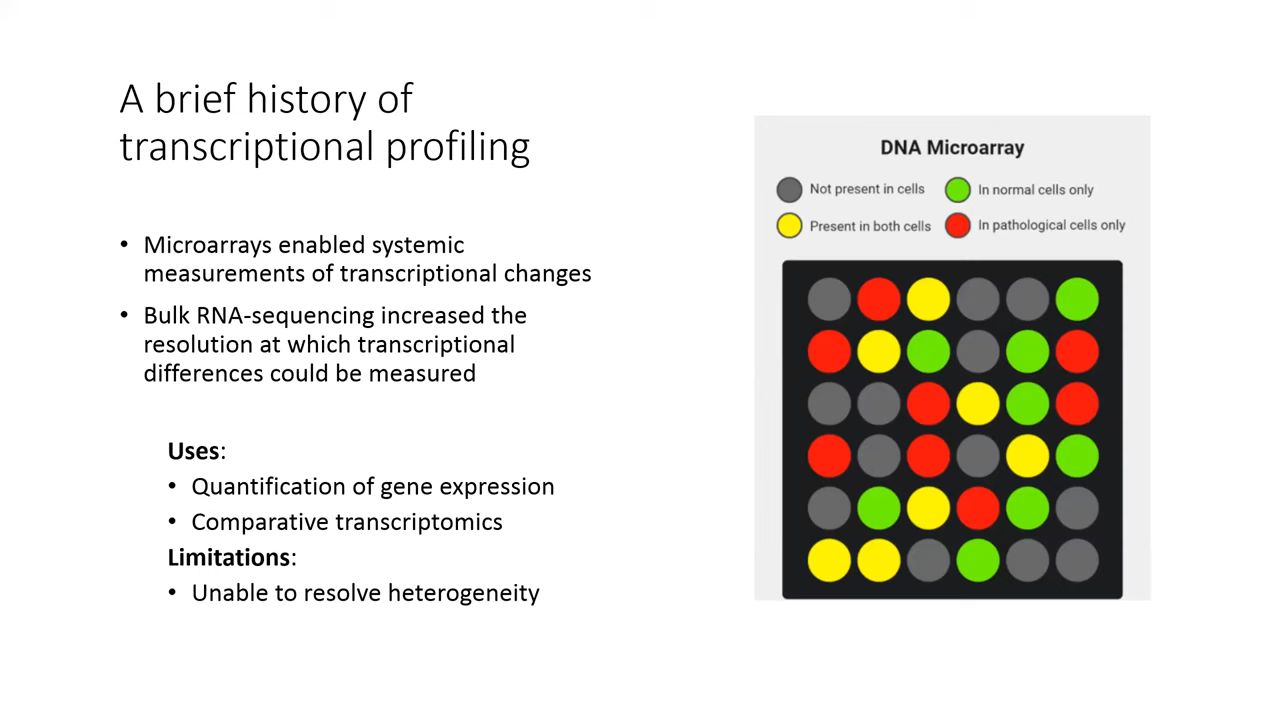 A brief history of
transcriptional profiling
• Microarrays enabled systemic
measurements of transcriptional changes
• Bulk RNA-sequencing increased the
resolution at which transcriptional
differences could be measured
Uses:
• Quantification of gene expression
• Comparative transcriptomics
Limitations:
• Unable to resolve heterogeneity
DNA Microarray
Not present in cells
In normal cells only
Present in both cells
In pathological cells only